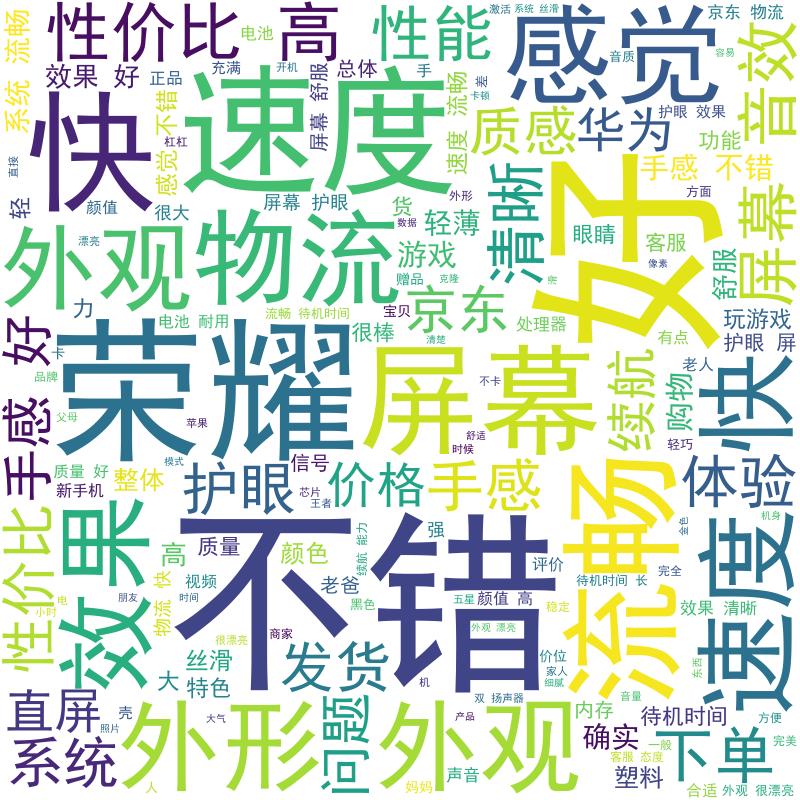 系统 流畅
性价比 高
电池
性能
激活
系统 丝滑
感觉
京东 物流
音质
容易
音效
效果 好
正品
充满
开机
总体
手
差
卡顿
护眼 效果
快
不错
感觉
杠杠
速度
屏幕 舒服
速度 流畅
质感
华为
功能
手感 不错
直接
轻
颜值
很大
屏幕 护眼
货
数据
外形
轻薄
清晰
好
方面
屏幕
外观
漂亮
物流
游戏
赠品
克隆
眼睛
客服
像素
舒服
力
电池 耐用
流畅 待机时间
宝贝
京东
处理器
有点
玩游戏
护眼 屏
手感 好
卡
荣耀
很棒
清楚
屏幕
不卡
续航
购物
老人
快
品牌
父母
苹果
舒适
时候
轻巧
质量 好
新手机
整体
模式
护眼
信号
芯片
王者
价格
手感
流畅
体验
性价比
效果
高
质量
颜色
不错
续航 能力
强
评价
待机时间 长
完全
金色
机身
速度
小时
电
朋友
物流 快
视频
时间
老爸
黑色
五星
颜值 高
稳定
效果 清晰
很漂亮
商家
外观 漂亮
大
丝滑
特色
发货
机
价位
家人
细腻
东西
直屏
壳
照片
外形
大气
问题
外观
双 扬声器
产品
音量
内存
待机时间
方便
系统
人
妈妈
声音
确实
客服 态度
一般
塑料
下单
完美
合适
外观 很漂亮